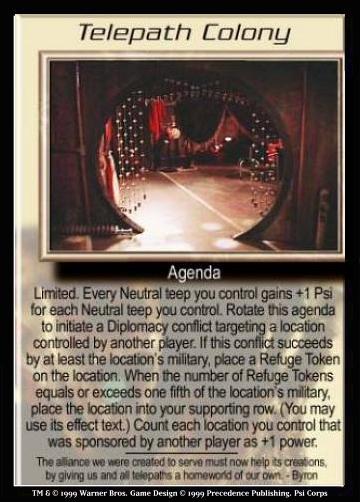 Telepath Colony
Agenda
Limited. Every Neutral teep you control gains +1 Psi
for each Neutral teep you control. Rotate this agenda
to initiate a Diplomacy conflict targeting a location
controlled by another player. If this conflict succeeds
by at least the location's military, place a Refuge Token
on the location. When the number of Refuge Tokens
equals or exceeds one fifth of the location's military,
place the location into your supporting row. (You may
use its effect text.) Count each location you control that
was sponsored by another player as +1 power.
The alliance we were created to serve must now help its creations,
by giving us and all telepaths a homeworld of our own. - Byron
TM & © 1999 Warner Bros. Game Design © 1999 Precedence Publishing. Psi Corps